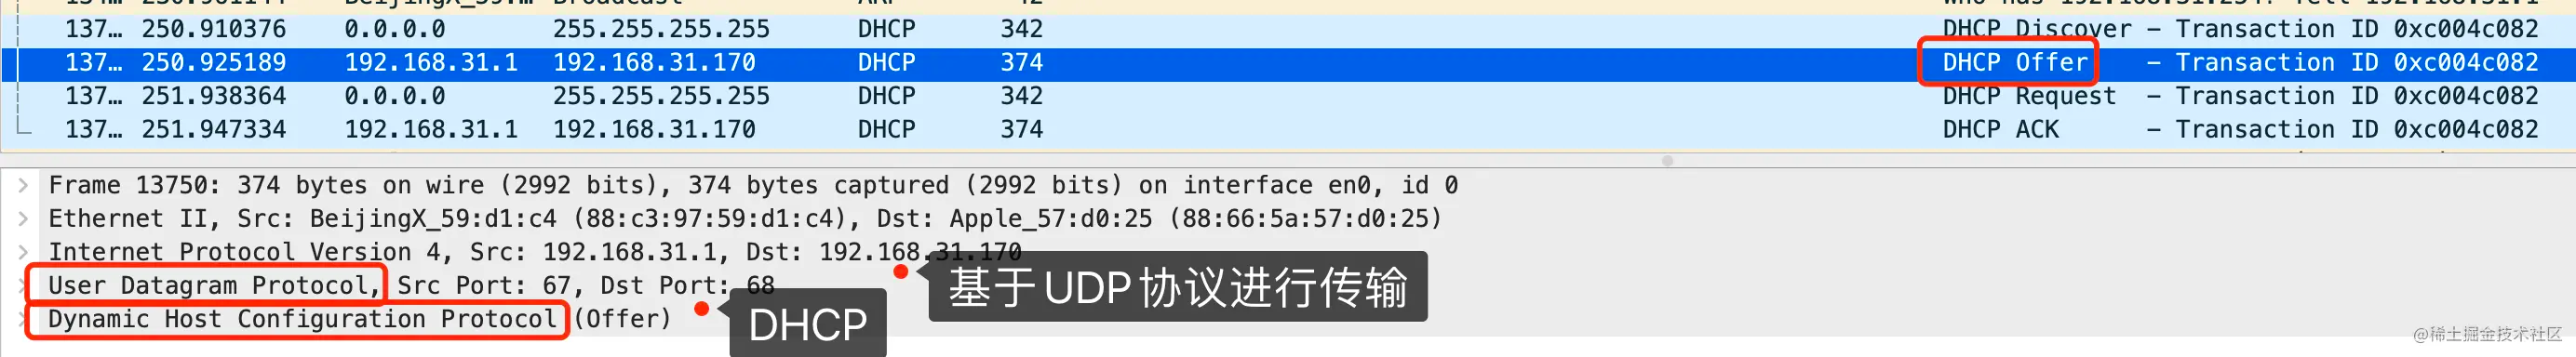 137… 250.910376 0.0.0.0 255.255.255.255 DHCP 342 DHCP Discover – Transaction ID 0xc004c082
137… 250.925189 192.168.31.1 192.168.31.170 DHCP 374 DHCP Offer – Transaction ID 0xc004c082
137… 251.938364 0.0.0.0 255.255.255.255 DHCP 342 DHCP Request – Transaction ID 0xc004c082
137… 251.947334 192.168.31.1 192.168.31.170 DHCP 374 DHCP ACK – Transaction ID 0xc004c082
Frame 13750: 374 bytes on wire (2992 bits), 374 bytes captured (2992 bits) on interface en0, id 0
Ethernet II, Src: BeijingX_59:d1:c4 (88:c3:97:59:d1:c4), Dst: Apple_57:d0:25 (88:66:5a:57:d0:25)
Internet Protocol Version 4, Src: 192.168.31.1, Dst: 192.168.31.170
User Datagram Protocol, Src Port: 67, Dst Port: 68
基于UDP协议进行传输
Dynamic Host Configuration Protocol (Offer)
DHCP
@稀土掘金技术社区